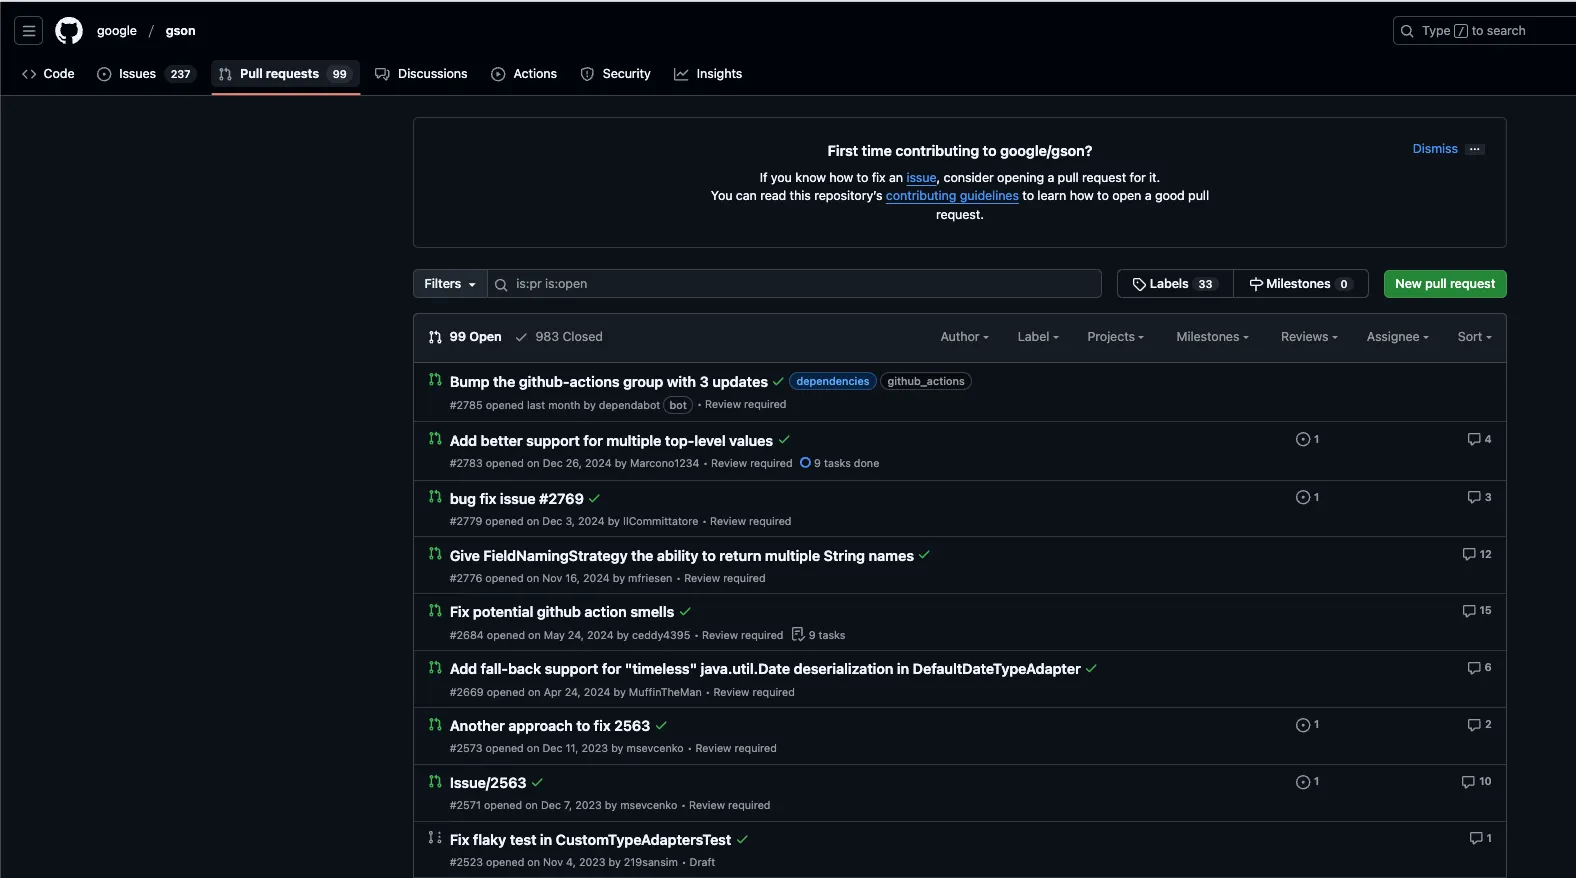 google / gson
Type / to search
Code
Issues 237
Pull requests 99
Discussions
Actions
Security
Insights
First time contributing to google/gson?
Dismiss ···
If you know how to fix an issue, consider opening a pull request for it.
You can read this repository's contributing guidelines to learn how to open a good pull
request.
Filters
is:pr is:open
Labels 33
Milestones 0
New pull request
99 Open
983 Closed
Author
Label
Projects
Milestones
Reviews
Assignee
Sort
Bump the github-actions group with 3 updates dependencies github_actions
#2785 opened last month by dependabot bot • Review required
Add better support for multiple top-level values 1 4
#2783 opened on Dec 26, 2024 by Marcono1234 • Review required 9 tasks done
bug fix issue #2769 1 3
#2779 opened on Dec 3, 2024 by IlCommittatore • Review required
Give FieldNamingStrategy the ability to return multiple String names 12
#2776 opened on Nov 16, 2024 by mfriesen • Review required
Fix potential github action smells 15
#2684 opened on May 24, 2024 by ceddy4395 • Review required 9 tasks
Add fall-back support for "timeless" java.util.Date deserialization in DefaultDateTypeAdapter 6
#2669 opened on Apr 24, 2024 by MuffinTheMan • Review required
Another approach to fix 2563 1 2
#2573 opened on Dec 11, 2023 by msevcenko • Review required
Issue/2563 1 10
#2571 opened on Dec 7, 2023 by msevcenko • Review required
Fix flaky test in CustomTypeAdaptersTest 1
#2523 opened on Nov 4, 2023 by 219sansim • Draft